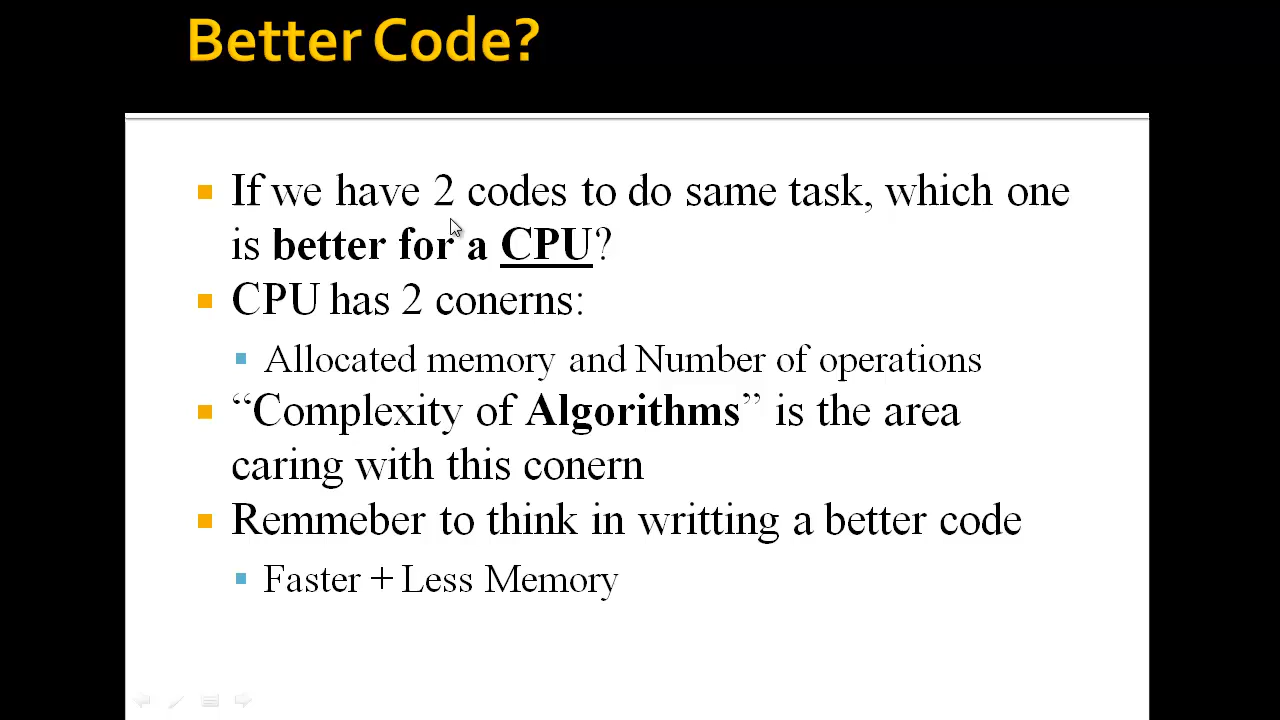 Better Code?
If we have 2 codes to do same task, which one
is better for a CPU?
CPU has 2 conerns:
Allocated memory and Number of operations
“Complexity of Algorithms” is the area
caring with this conern
Remmeber to think in writting a better code
Faster + Less Memory